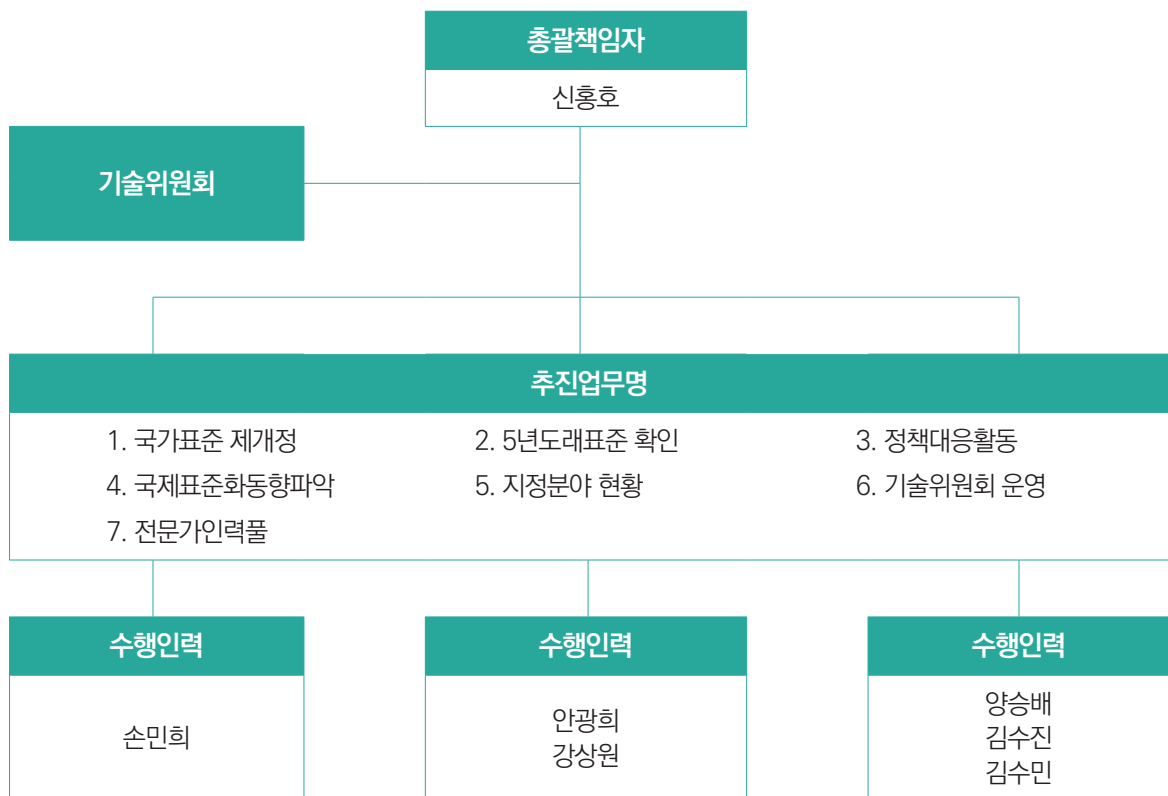 총괄책임자
신홍호
기술위원회
추진업무명
1. 국가표준 제개정
2. 5년도래표준 확인
3. 정책대응활동
4. 국제표준화동향파악
5. 지정분야 현황
6. 기술위원회 운영
7. 전문가인력풀
수행인력
손민희
수행인력
안광희
강상원
수행인력
양승배
김수진
김수민